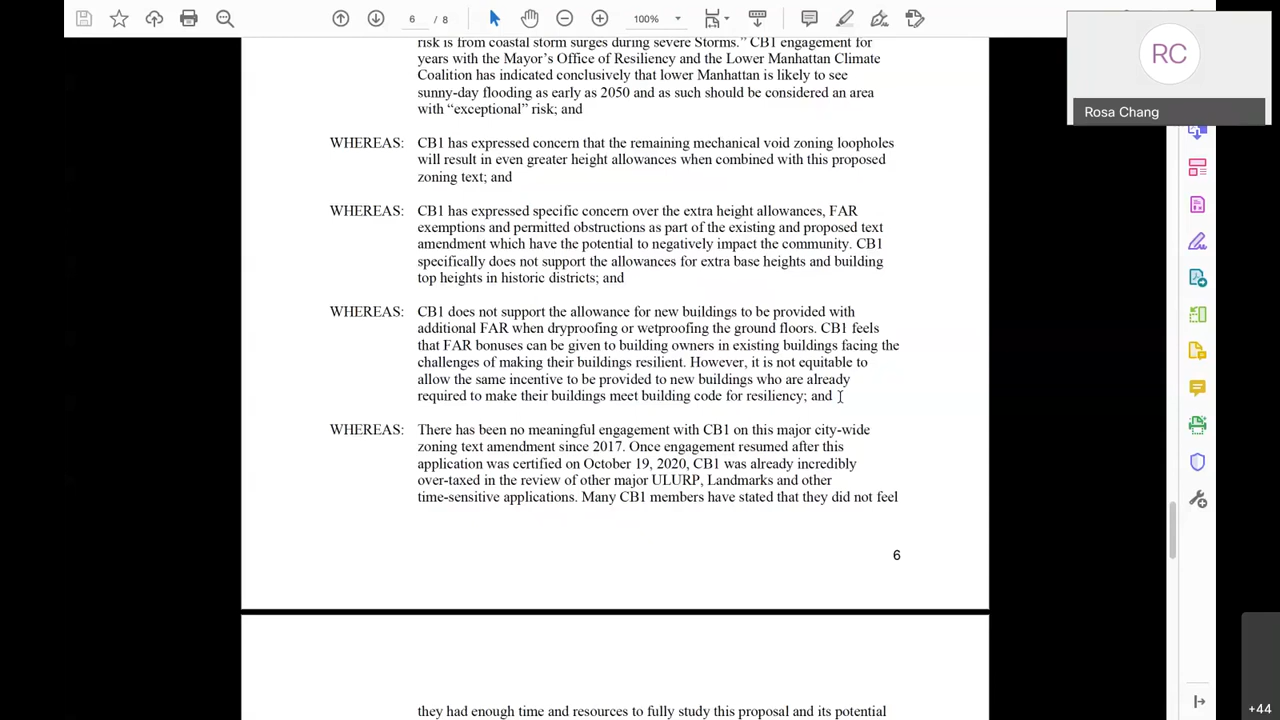 6 / 8
100%
RC
Rosa Chang
risk is from coastal storm surges during severe Storms.” CB1 engagement for
years with the Mayor’s Office of Resiliency and the Lower Manhattan Climate
Coalition has indicated conclusively that lower Manhattan is likely to see
sunny-day flooding as early as 2050 and as such should be considered an area
with “exceptional” risk; and
WHEREAS: CB1 has expressed concern that the remaining mechanical void zoning loopholes
will result in even greater height allowances when combined with this proposed
zoning text; and
WHEREAS: CB1 has expressed specific concern over the extra height allowances, FAR
exemptions and permitted obstructions as part of the existing and proposed text
amendment which have the potential to negatively impact the community. CB1
specifically does not support the allowances for extra base heights and building
top heights in historic districts; and
WHEREAS: CB1 does not support the allowance for new buildings to be provided with
additional FAR when dryproofing or wetproofing the ground floors. CB1 feels
that FAR bonuses can be given to building owners in existing buildings facing the
challenges of making their buildings resilient. However, it is not equitable to
allow the same incentive to be provided to new buildings who are already
required to make their buildings meet building code for resiliency; and
WHEREAS: There has been no meaningful engagement with CB1 on this major city-wide
zoning text amendment since 2017. Once engagement resumed after this
application was certified on October 19, 2020, CB1 was already incredibly
over-taxed in the review of other major ULURP, Landmarks and other
time-sensitive applications. Many CB1 members have stated that they did not feel
6
they had enough time and resources to fully study this proposal and its potential
+44